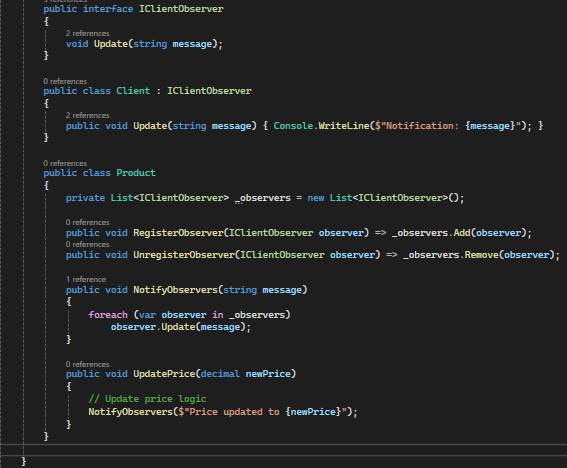 5 references
public interface IClientObserver
{
2 references
void Update(string message);
}
0 references
public class Client : IClientObserver
{
2 references
public void Update(string message) { Console.WriteLine($"Notification: {message}"); }
}
0 references
public class Product
{
private List<IClientObserver> _observers = new List<IClientObserver>();
0 references
public void RegisterObserver(IClientObserver observer) => _observers.Add(observer);
0 references
public void UnregisterObserver(IClientObserver observer) => _observers.Remove(observer);
1 reference
public void NotifyObservers(string message)
{
foreach (var observer in _observers)
observer.Update(message);
}
0 references
public void UpdatePrice(decimal newPrice)
{
// Update price logic
NotifyObservers($"Price updated to {newPrice}");
}
}
}